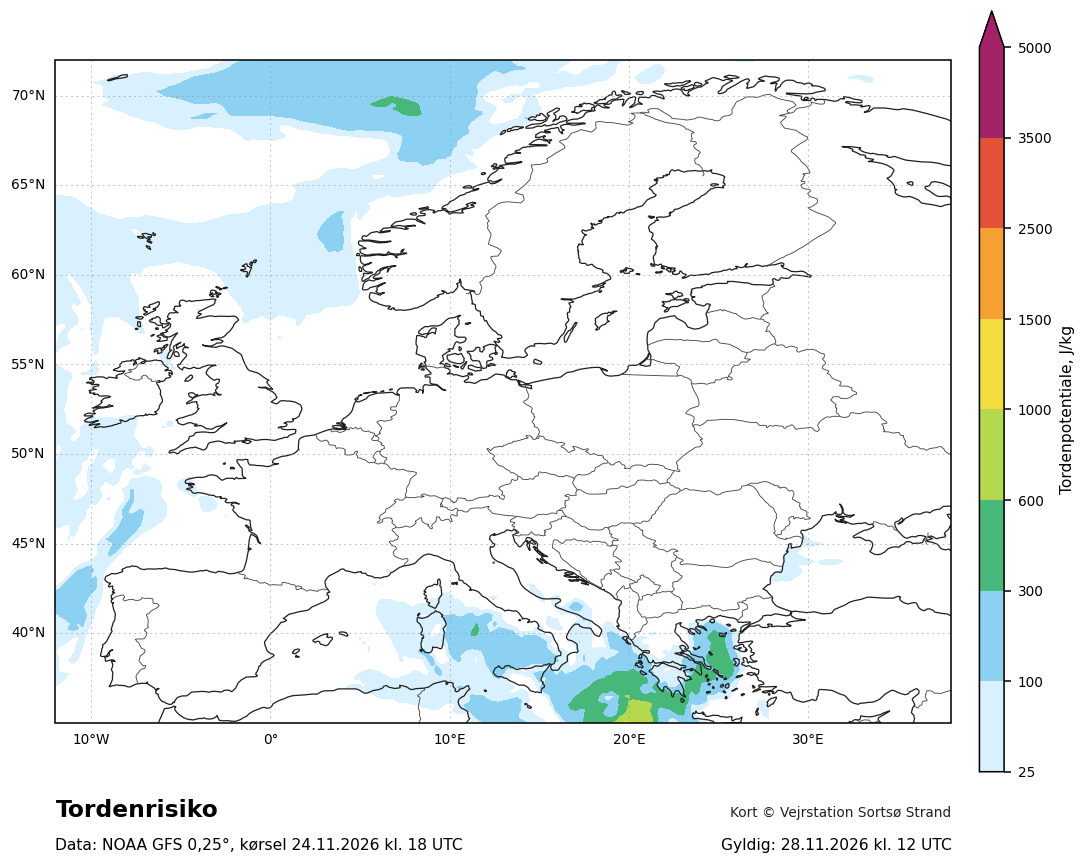 5000
3500
2500
1500
1000
600
300
100
25
Tordenpotentiale, J/kg
70°N
65°N
60°N
55°N
50°N
45°N
40°N
10°W
0°
10°E
20°E
30°E
Tordenrisiko
Kort © Vejrstation Sortsø Strand
Data: NOAA GFS 0,25°, kørsel 24.11.2026 kl. 18 UTC
Gyldig: 28.11.2026 kl. 12 UTC